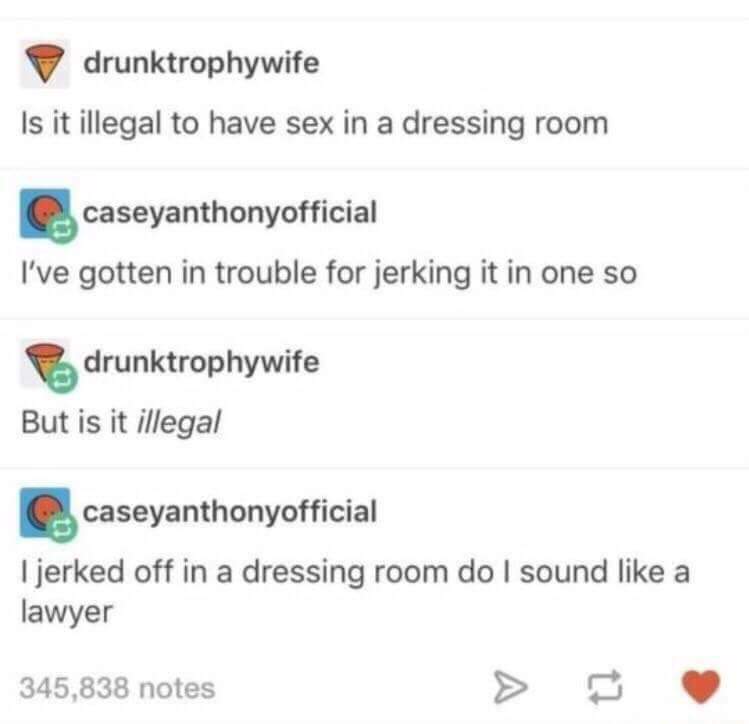 drunktrophywife
Is it illegal to have sex in a dressing room
caseyanthonyofficial
I've gotten in trouble for jerking it in one so
drunktrophywife
But is it illegal
caseyanthonyofficial
I jerked off in a dressing room do I sound like a
lawyer
345,838 notes